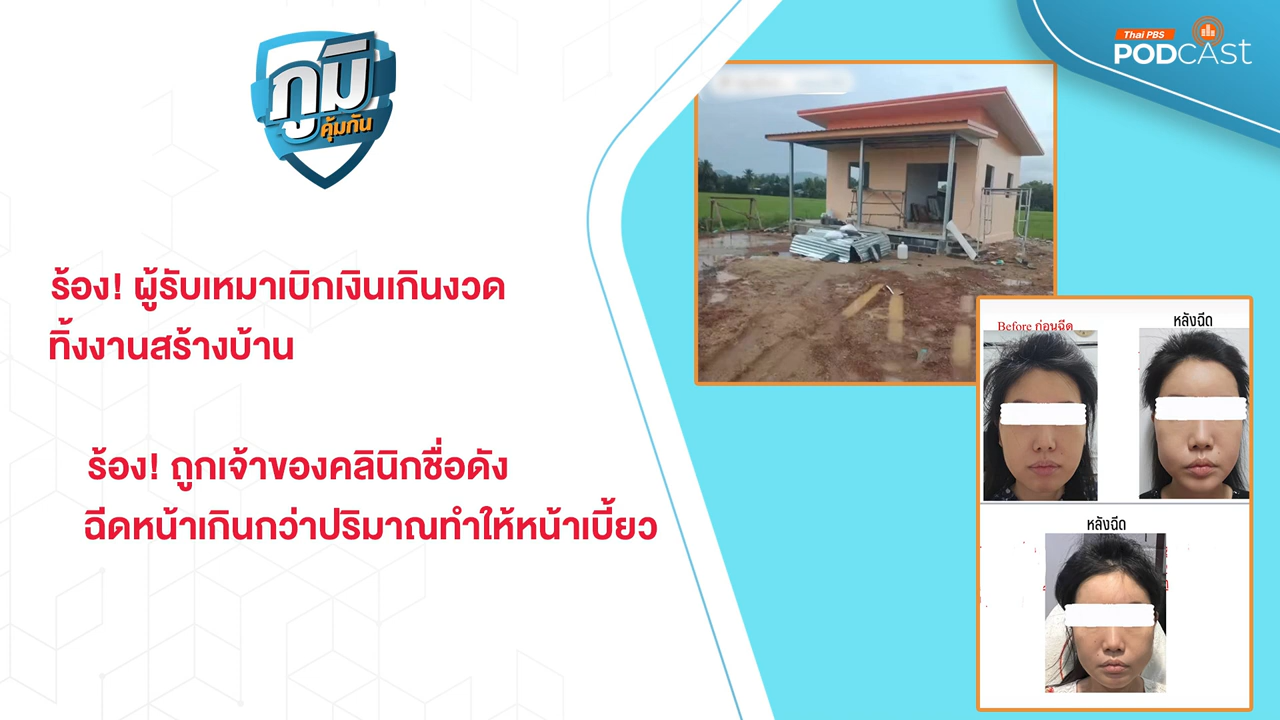 ภูมิ
คุ้มกัน
Thai PBS
PODCAST
ร้อง! ผู้รับเหมาเบิกเงินเกินงวด
ทิ้งงานสร้างบ้าน
ร้อง! ถูกเจ้าของคลินิกชื่อดัง
ฉีดหน้าเกินกว่าปริมาณทำให้หน้าเบี้ยว
Before ก่อนฉีด
หลังฉีด
หลังฉีด